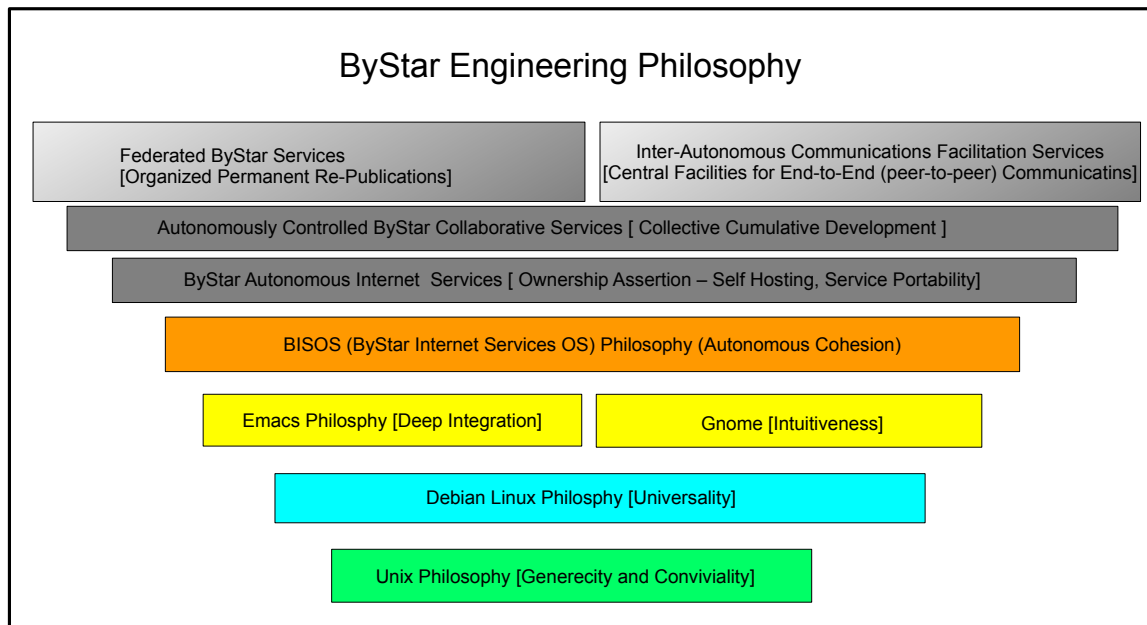 ByStar Engineering Philosophy
Federated ByStar Services
[Organized Permanent Re-Publications]
Inter-Autonomous Communications Facilitation Services
[Central Facilities for End-to-End (peer-to-peer) Communicatins]
Autonomously Controlled ByStar Collaborative Services [ Collective Cumulative Development ]
ByStar Autonomous Internet Services [ Ownership Assertion – Self Hosting, Service Portability]
BISOS (ByStar Internet Services OS) Philosophy (Autonomous Cohesion)
Emacs Philosphy [Deep Integration]
Gnome [Intuitiveness]
Debian Linux Philosphy [Universality]
Unix Philosophy [Generecity and Conviviality]